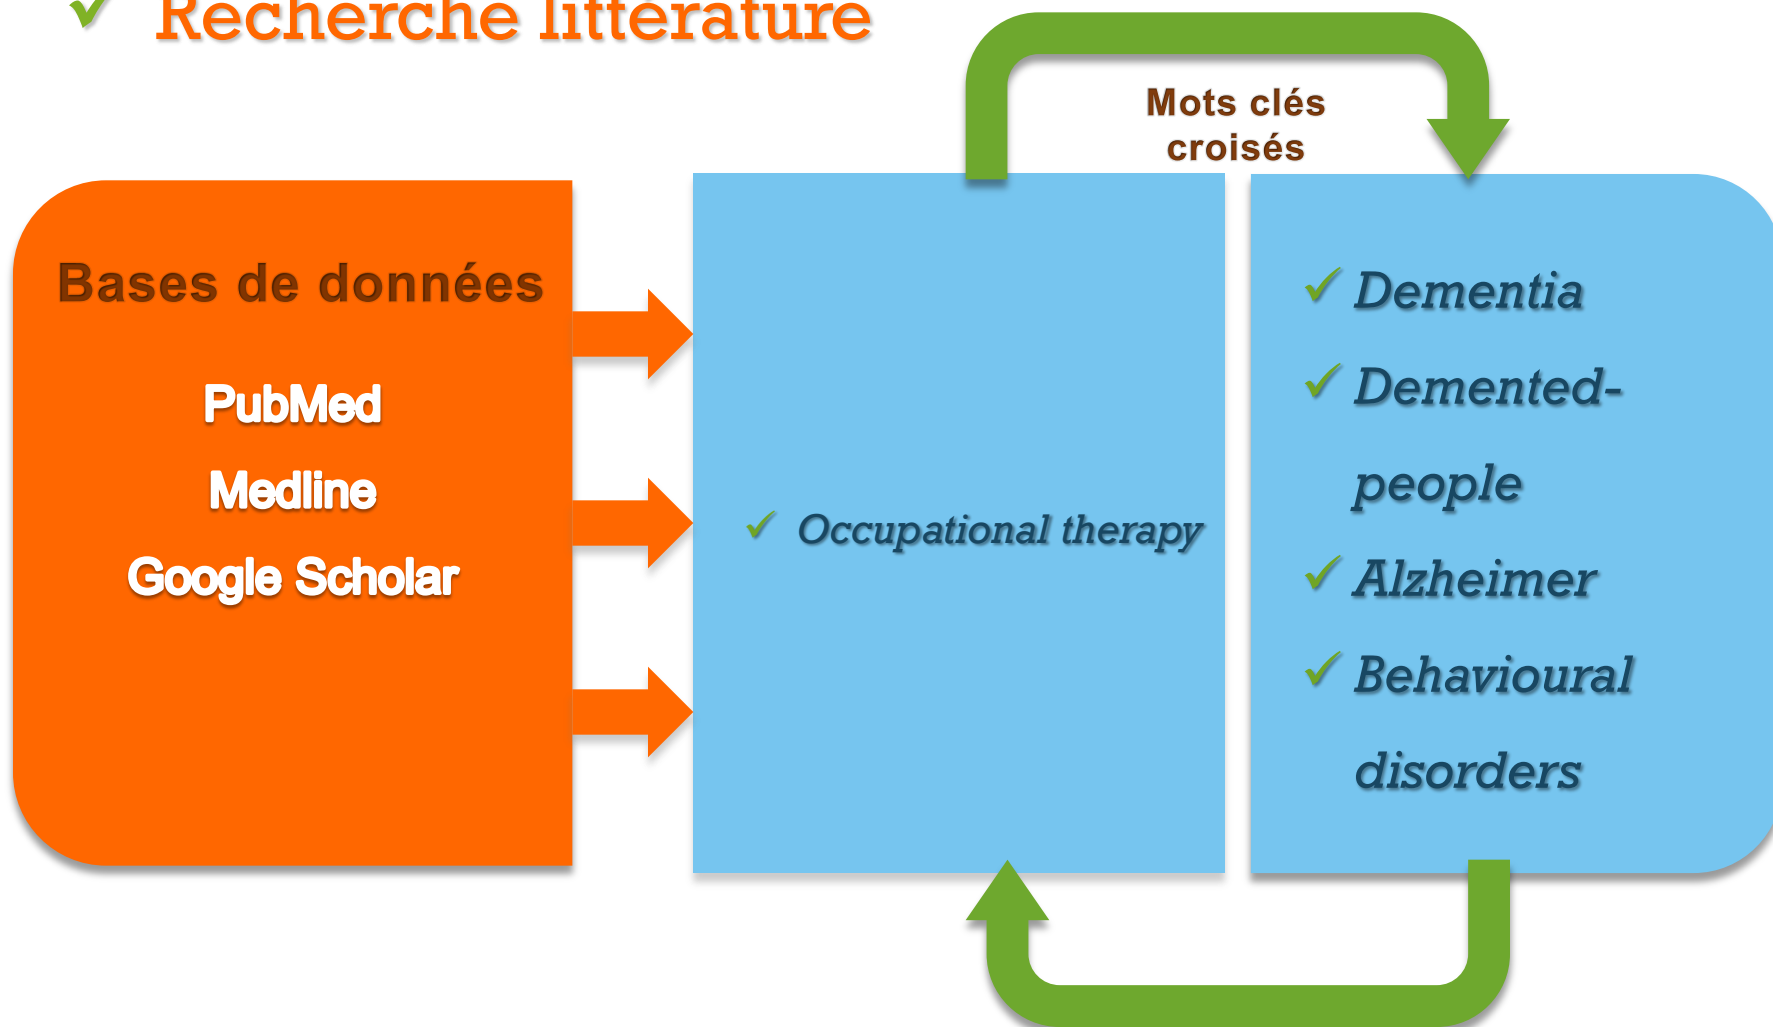 Recherche littérature
Mots clés
croisés
Bases de données
PubMed
Medline
Google Scholar
Occupational therapy
Dementia
Demented-
people
Alzheimer
Behavioural
disorders